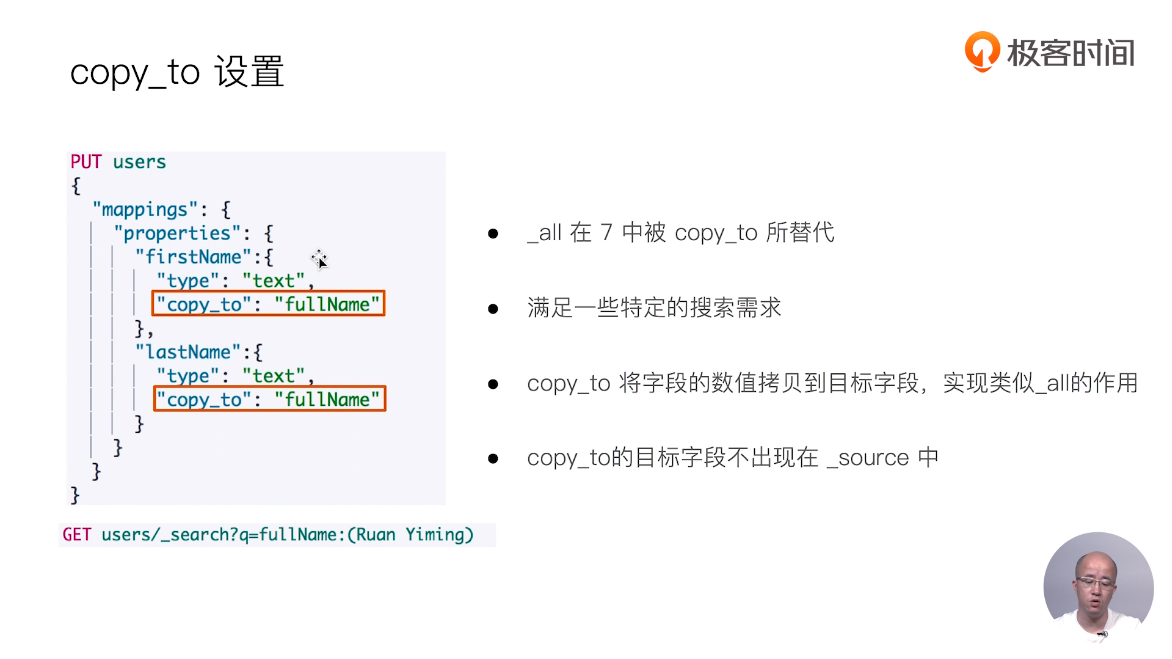 copy_to 设置
极客时间
PUT users
{
"mappings": {
"properties": {
"firstName":{
"type": "text",
"copy_to": "fullName"
},
"lastName":{
"type": "text",
"copy_to": "fullName"
}
}
}
}
GET users/_search?q=fullName:(Ruan Yiming)
● _all 在 7 中被 copy_to 所替代
● 满足一些特定的搜索需求
● copy_to 将字段的数值拷贝到目标字段，实现类似_all的作用
● copy_to的目标字段不出现在 _source 中